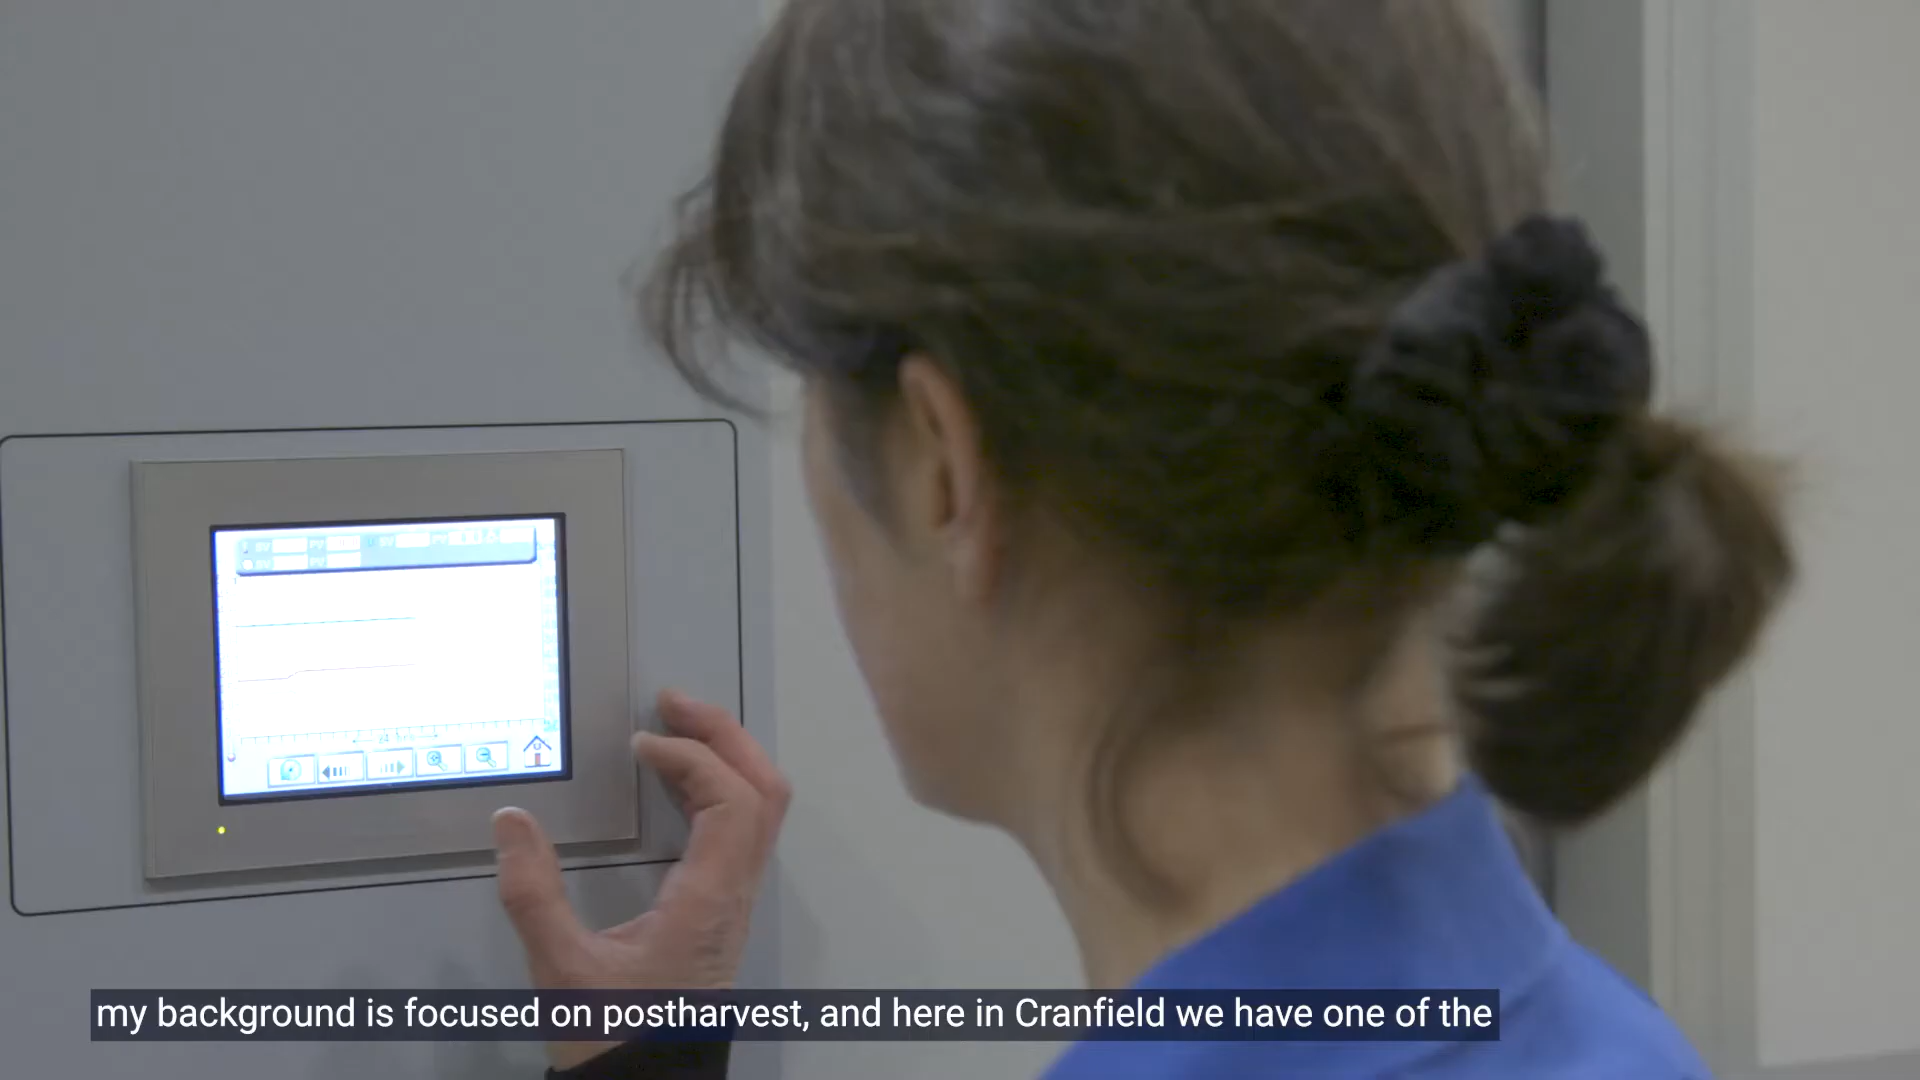 my background is focused on postharvest, and here in Cranfield we have one of the